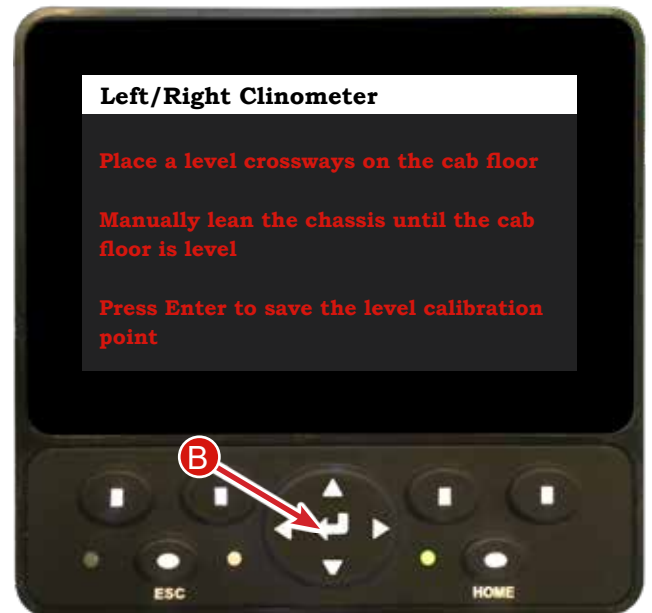 Left/Right Clinometer
Place a level crossways on the cab floor
Manually lean the chassis until the cab
floor is level
Press Enter to save the level calibration
point
B
ESC
HOME